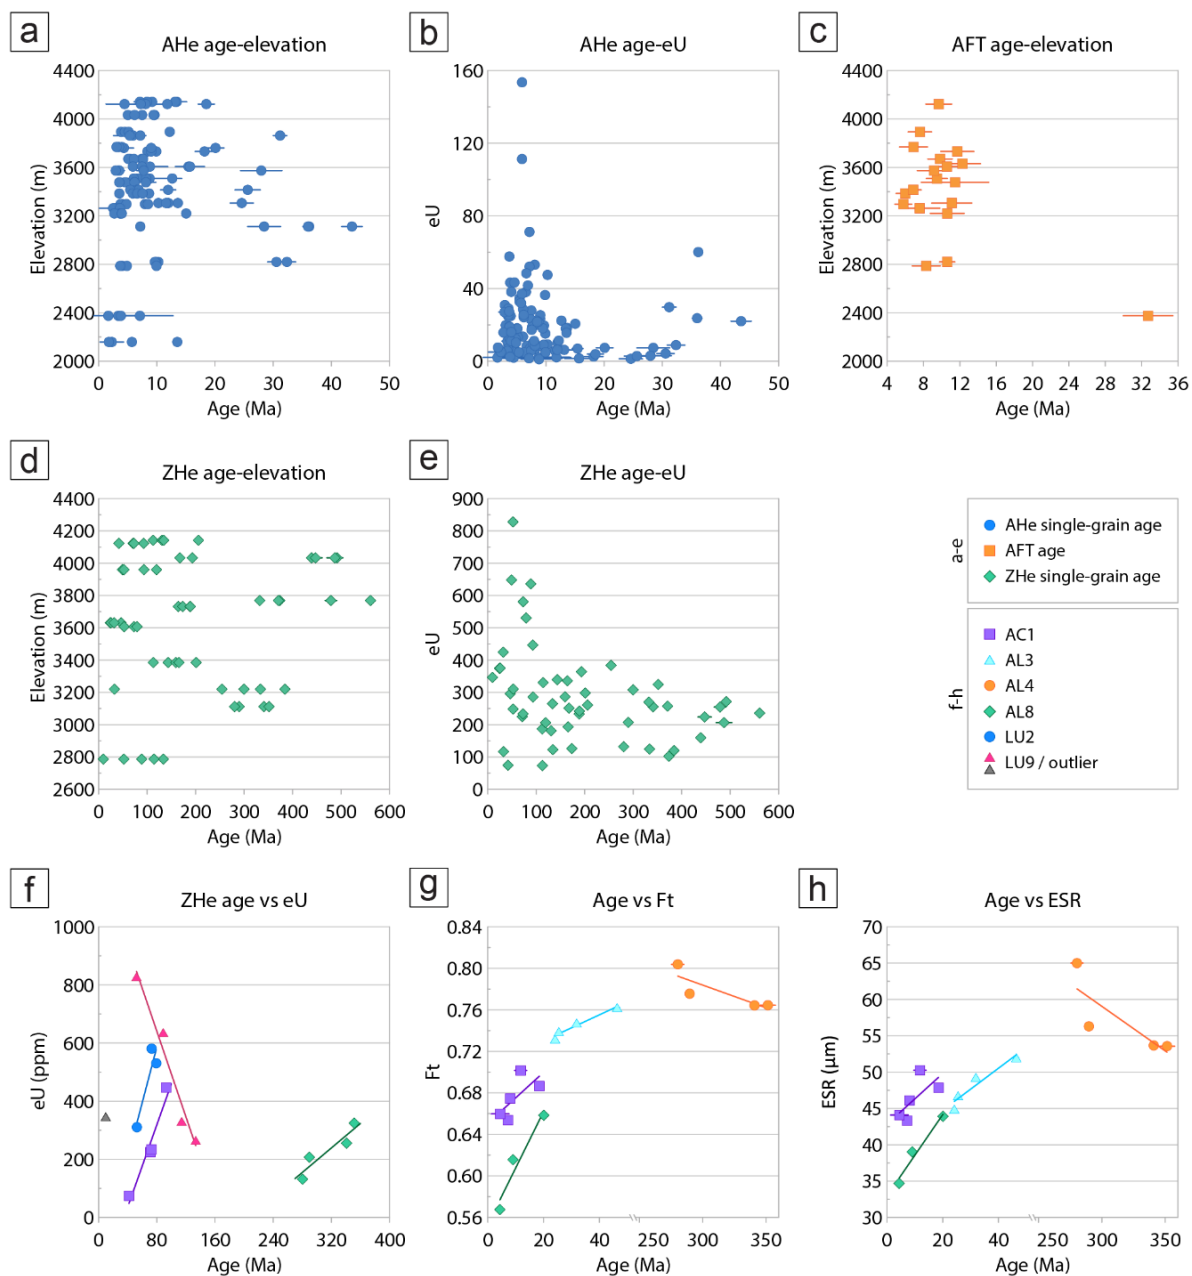 a
AHe age-elevation
Elevation (m)
4400
4000
3600
3200
2800
2400
2000
0 10 20 30 40 50
Age (Ma)
b
AHe age-eU
eU
160
120
80
40
0
0 10 20 30 40 50
Age (Ma)
c
AFT age-elevation
Elevation (m)
4400
4000
3600
3200
2800
2400
2000
4 8 12 16 20 24 28 32 36
Age (Ma)
d
ZHe age-elevation
Elevation (m)
4400
4200
4000
3800
3600
3400
3200
3000
2800
2600
0 100 200 300 400 500 600
Age (Ma)
e
ZHe age-eU
eU
900
800
700
600
500
400
300
200
100
0
0 100 200 300 400 500 600
Age (Ma)
a-e
AHe single-grain age
AFT age
ZHe single-grain age
f-h
AC1
AL3
AL4
AL8
LU2
LU9 / outlier
f
ZHe age vs eU
eU (ppm)
1000
800
600
400
200
0
0 80 160 240 320 400
Age (Ma)
g
Age vs Ft
Ft
0.84
0.80
0.76
0.72
0.68
0.64
0.60
0.56
0 20 40 250 300 350
Age (Ma)
h
Age vs ESR
ESR (μm)
70
65
60
55
50
45
40
35
30
0 20 40 250 300 350
Age (Ma)